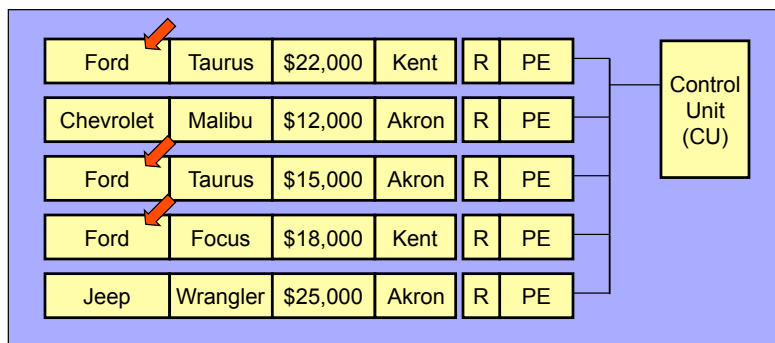 Ford Taurus $22,000 Kent R PE
Chevrolet Malibu $12,000 Akron R PE
Ford Taurus $15,000 Akron R PE
Ford Focus $18,000 Kent R PE
Jeep Wrangler $25,000 Akron R PE
Control
Unit
(CU)